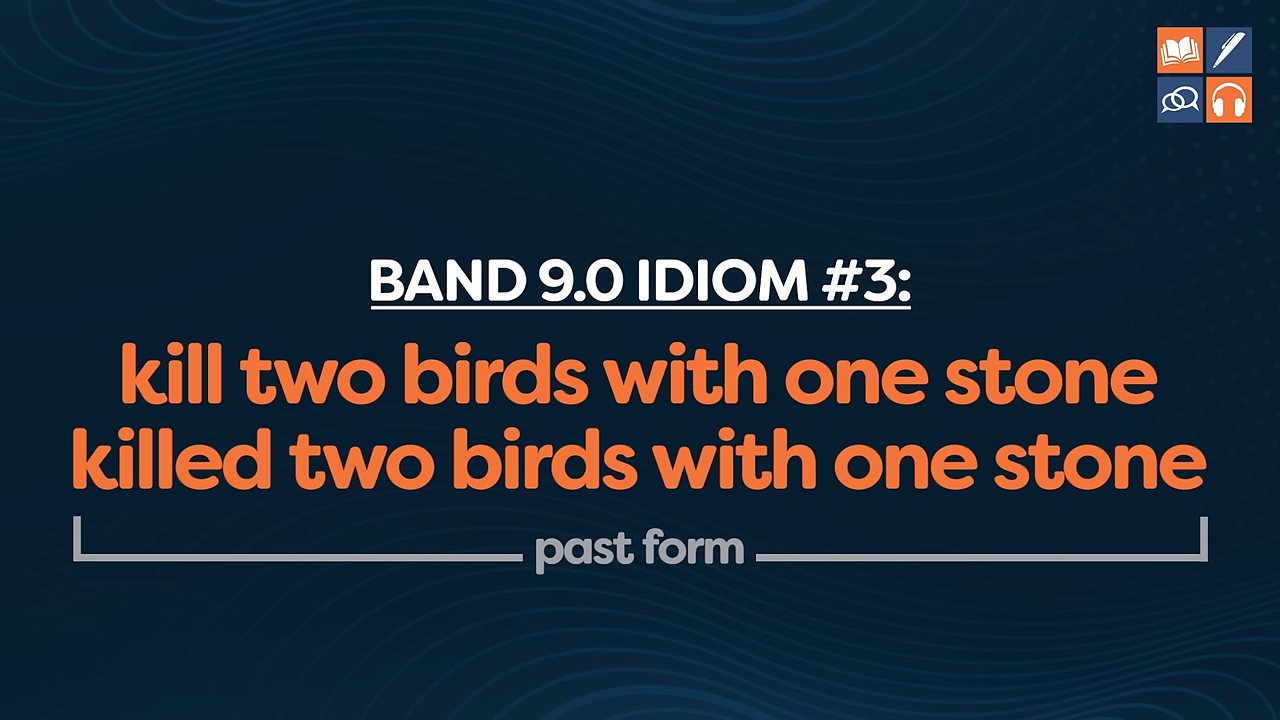 BAND 9.0 IDIOM #3:
kill two birds with one stone
killed two birds with one stone
past form